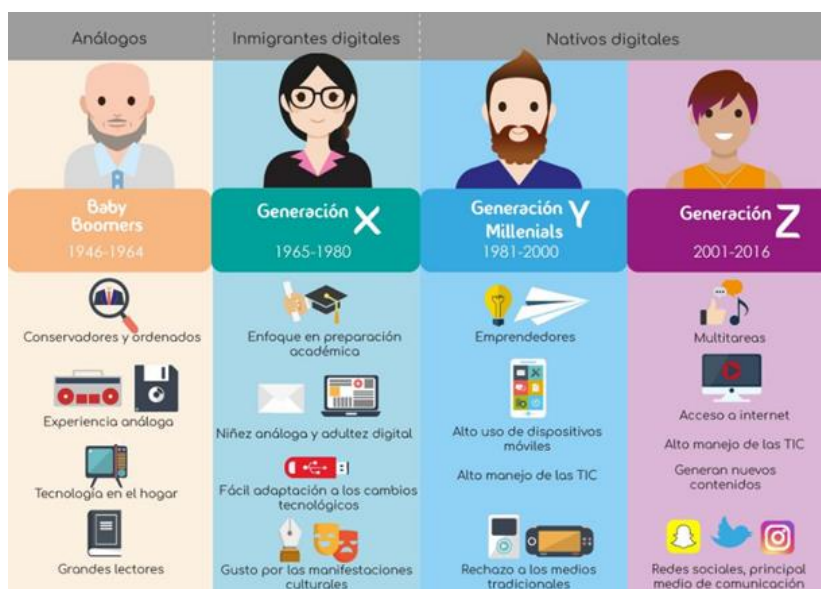 Análogos
Inmigrantes digitales
Nativos digitales
Baby
Boomers
1946-1964
Generación X
1965-1980
Generación Y
Millenials
1981-2000
Generación Z
2001-2016
Conservadores y ordenados
Experiencia análoga
Tecnología en el hogar
Grandes lectores
Enfoque en preparación
académica
Niñez análoga y adultez digital
Fácil adaptación a los cambios
tecnológicos
Gusto por las manifestaciones
culturales
Emprendedores
Alto uso de dispositivos
móviles
Alto manejo de las TIC
Rechazo a los medios
tradicionales
Multitareas
Acceso a internet
Alto manejo de las TIC
Generan nuevos
contenidos
Redes sociales, principal
medio de comunicación